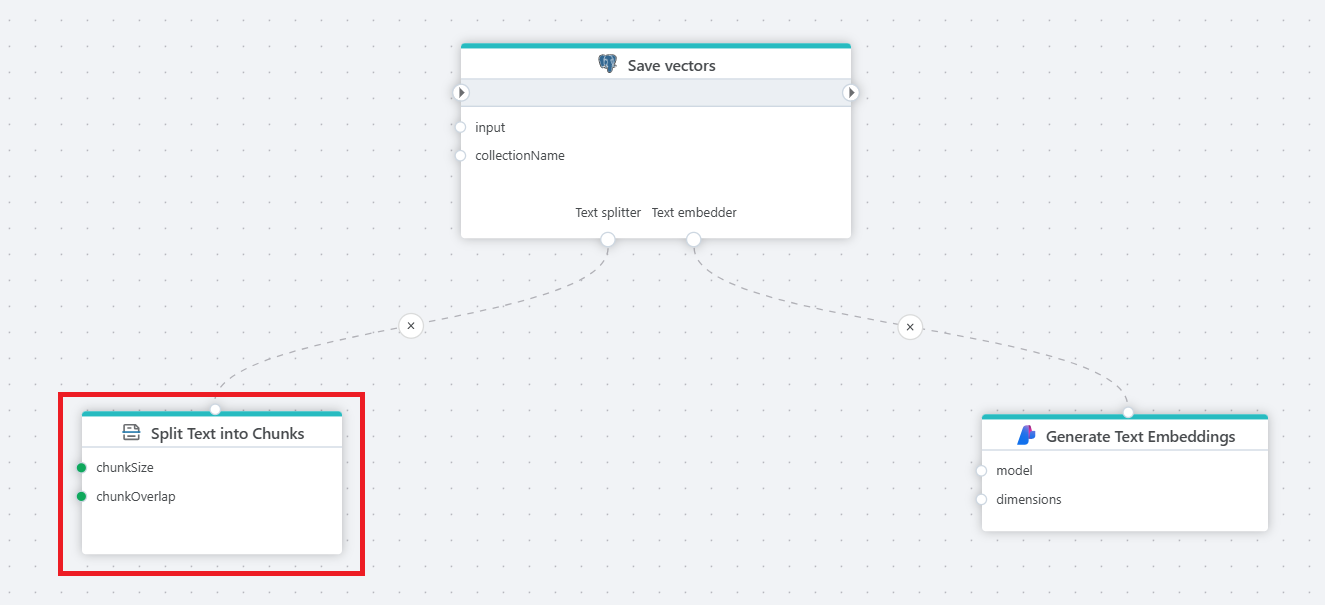 Save vectors
input
collectionName
Text splitter Text embedder
Split Text into Chunks
chunkSize
chunkOverlap
Generate Text Embeddings
model
dimensions